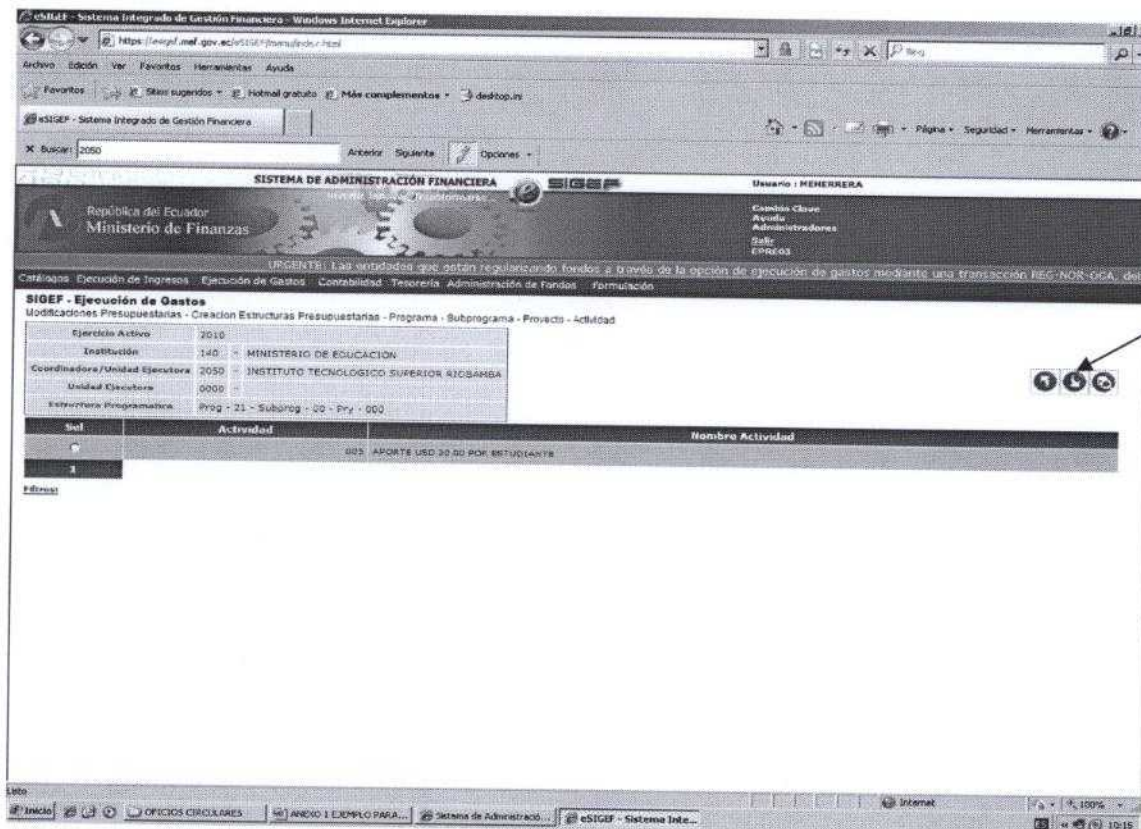 eSIGEF - Sistema Integrado de Gestión Financiera - Windows Internet Explorer
Archivo Edición Ver Favoritos Herramientas Ayuda
Favoritos Sitios sugeridos Hotmail gratuito Más complementos desktop.ini
eSIGEF - Sistema Integrado de Gestión Financiera
Página Seguridad Herramientas
X Buscar: 2050 Anterior Siguiente Opciones
SISTEMA DE ADMINISTRACIÓN FINANCIERA SIGEF Usuario : MEHERRERA
República del Ecuador
Ministerio de Finanzas
Cambio Clave
Ayuda
Administradores
Salir
EPRE03
URGENTE: Las entidades que están regularizando fondos a través de la opción de ejecución de gastos mediante una transacción REG-NOR-OGA, de
Catálogos Ejecución de Ingresos Ejecución de Gastos Contabilidad Tesorería Administración de Fondos Formulación
SIGEF - Ejecución de Gastos
Modificaciones Presupuestarias - Creacion Estructuras Presupuestarias - Programa - Subprograma - Proyecto - Actividad
Ejercicio Activo 2010
Institución 140 - MINISTERIO DE EDUCACION
Coordinadora/Unidad Ejecutora 2050 - INSTITUTO TECNOLOGICO SUPERIOR RIOBAMBA
Unidad Ejecutora 0000 -
Estructura Programatica Prog - 21 - Subprog - 00 - Pry - 000
Sel Actividad Nombre Actividad
005 APORTE USD 20.00 POR ESTUDIANTE
1
Filtros:
Listo Internet 100%
Inicio OFICIOS CIRCULARES ANEXO 1 EJEMPLO PARA... Sistema de Administració... eSIGEF - Sistema Inte... ES 10:15